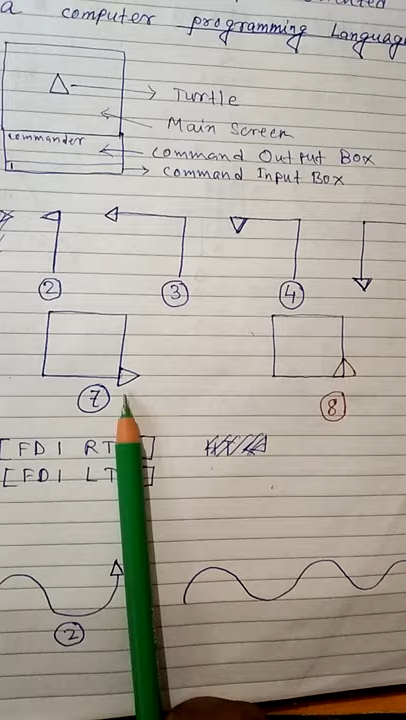 a computer programming Languag
Turtle
Main Screen
commander
command Output Box
command Input Box
2
3
4
7
8
[FD 1 RT ]
[FD 1 LT ]
2